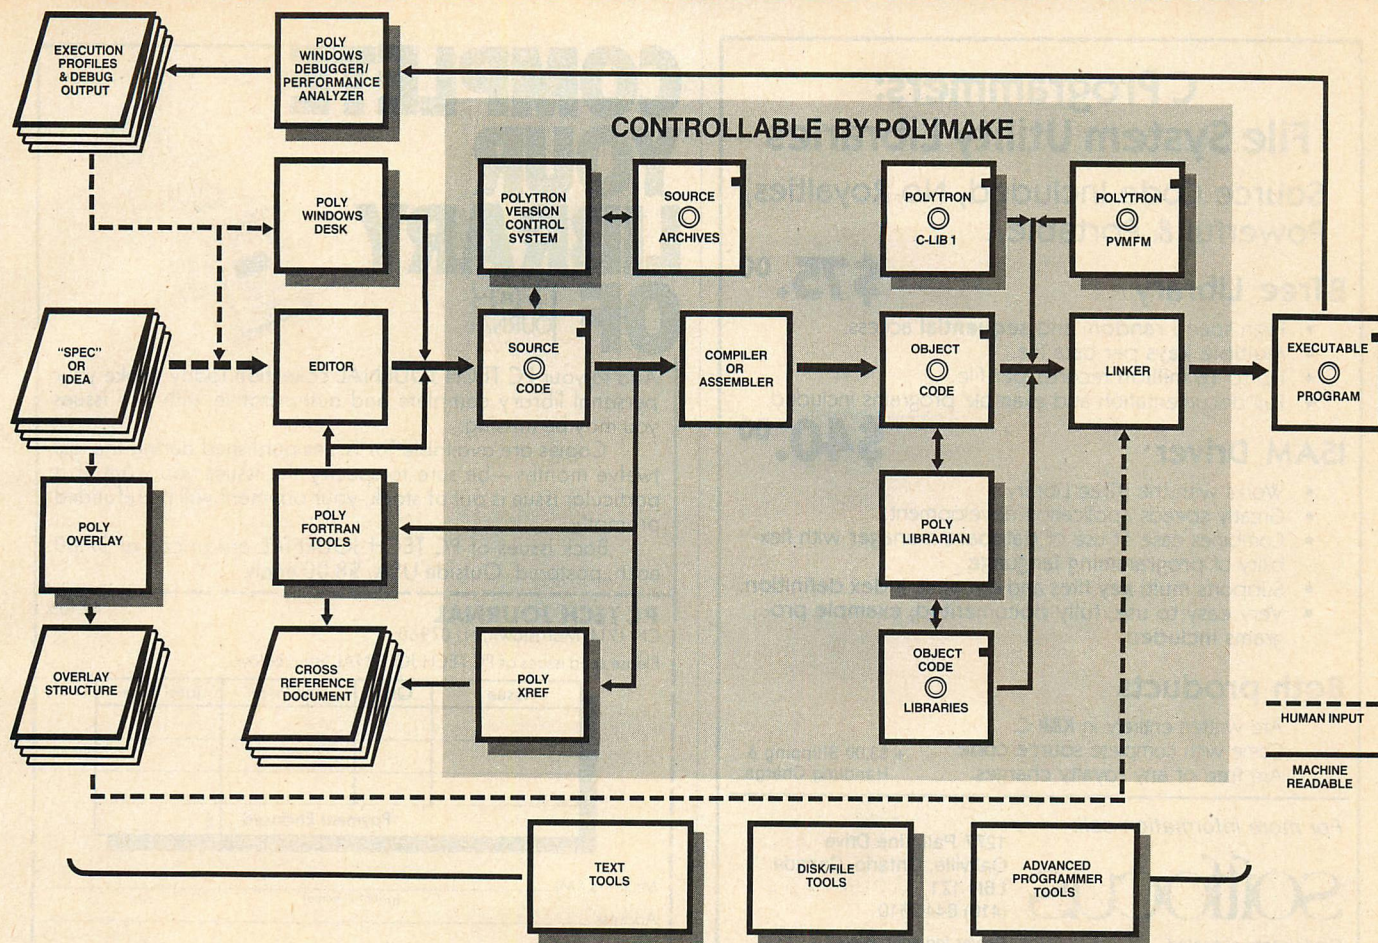 EXECUTION
PROFILES
& DEBUG
OUTPUT
POLY
WINDOWS
DEBUGGER/
PERFORMANCE
ANALYZER
CONTROLLABLE BY POLYMAKE
POLY
WINDOWS
DESK
POLYTRON
VERSION
CONTROL
SYSTEM
SOURCE
ARCHIVES
POLYTRON
C-LIB 1
POLYTRON
PVMFM
"SPEC"
OR
IDEA
EDITOR
SOURCE
CODE
COMPILER
OR
ASSEMBLER
OBJECT
CODE
LINKER
EXECUTABLE
PROGRAM
POLY
OVERLAY
POLY
FORTRAN
TOOLS
POLY
LIBRARIAN
OVERLAY
STRUCTURE
CROSS
REFERENCE
DOCUMENT
POLY
XREF
OBJECT
CODE
LIBRARIES
HUMAN INPUT
MACHINE
READABLE
TEXT
TOOLS
DISK/FILE
TOOLS
ADVANCED
PROGRAMMER
TOOLS